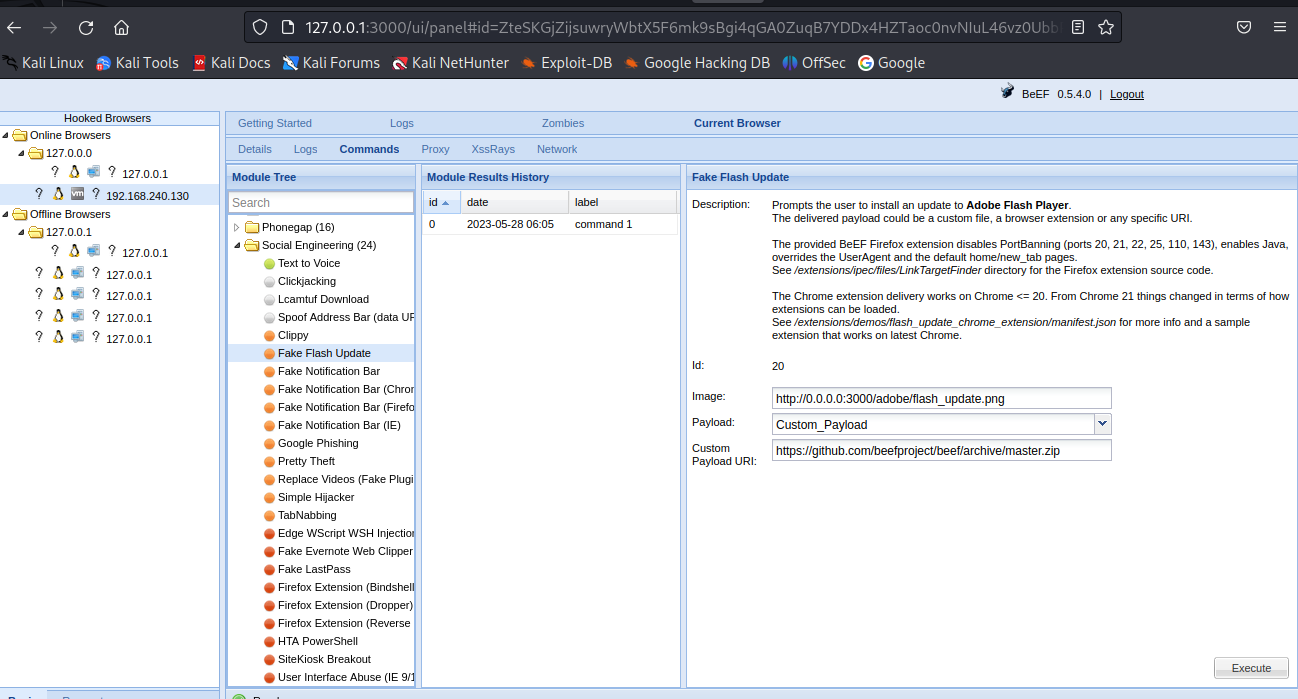 127.0.0.1:3000/ui/panel#id=ZteSKGjZijsuwryWbtX5F6mk9sBgi4qGA0ZuqB7YDDx4HZTaoc0nvNIuL46vz0Ubb
Kali Linux Kali Tools Kali Docs Kali Forums Kali NetHunter Exploit-DB Google Hacking DB OffSec Google
BeEF 0.5.4.0 | Logout
Hooked Browsers
Online Browsers
127.0.0.0
? ? 127.0.0.1
? vm ? 192.168.240.130
Offline Browsers
127.0.0.1
? ? 127.0.0.1
? ? 127.0.0.1
? ? 127.0.0.1
? ? 127.0.0.1
? ? 127.0.0.1
Getting Started Logs Zombies Current Browser
Details Logs Commands Proxy XssRays Network
Module Tree
Search
Phonegap (16)
Social Engineering (24)
Text to Voice
Clickjacking
Lcamtuf Download
Spoof Address Bar (data UR
Clippy
Fake Flash Update
Fake Notification Bar
Fake Notification Bar (Chron
Fake Notification Bar (Firefo
Fake Notification Bar (IE)
Google Phishing
Pretty Theft
Replace Videos (Fake Plugi
Simple Hijacker
TabNabbing
Edge WScript WSH Injection
Fake Evernote Web Clipper
Fake LastPass
Firefox Extension (Bindshell
Firefox Extension (Dropper)
Firefox Extension (Reverse
HTA PowerShell
SiteKiosk Breakout
User Interface Abuse (IE 9/1
Module Results History
id date label
0 2023-05-28 06:05 command 1
Fake Flash Update
Description: Prompts the user to install an update to Adobe Flash Player.
The delivered payload could be a custom file, a browser extension or any specific URI.
The provided BeEF Firefox extension disables PortBanning (ports 20, 21, 22, 25, 110, 143), enables Java,
overrides the UserAgent and the default home/new_tab pages.
See /extensions/ipec/files/LinkTargetFinder directory for the Firefox extension source code.
The Chrome extension delivery works on Chrome <= 20. From Chrome 21 things changed in terms of how
extensions can be loaded.
See /extensions/demos/flash_update_chrome_extension/manifest.json for more info and a sample
extension that works on latest Chrome.
Id: 20
Image: http://0.0.0.0:3000/adobe/flash_update.png
Payload: Custom_Payload
Custom
Payload URI: https://github.com/beefproject/beef/archive/master.zip
Execute